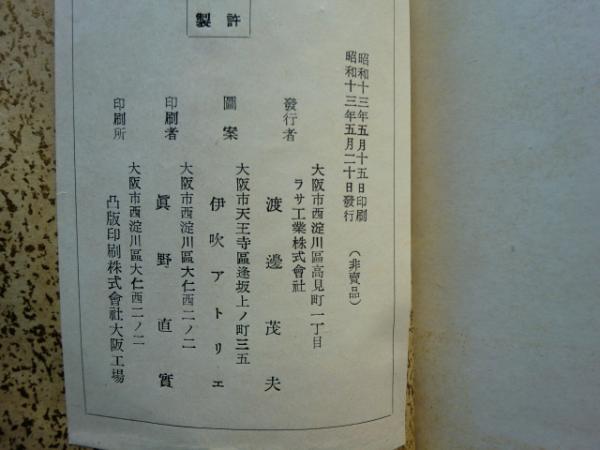 許
製
昭和十三年五月十五日印刷
昭和十三年五月二十日發行
（非賣品）
大阪市西淀川區高見町一丁目
ラサ工業株式會社
發行者
渡邊茂夫
大阪市天王寺區逢坂上ノ町三五
圖案
伊吹アトリエ
大阪市西淀川區大仁西二ノ二
印刷者
眞野直實
大阪市西淀川區大仁西二ノ二
印刷所
凸版印刷株式會社大阪工場